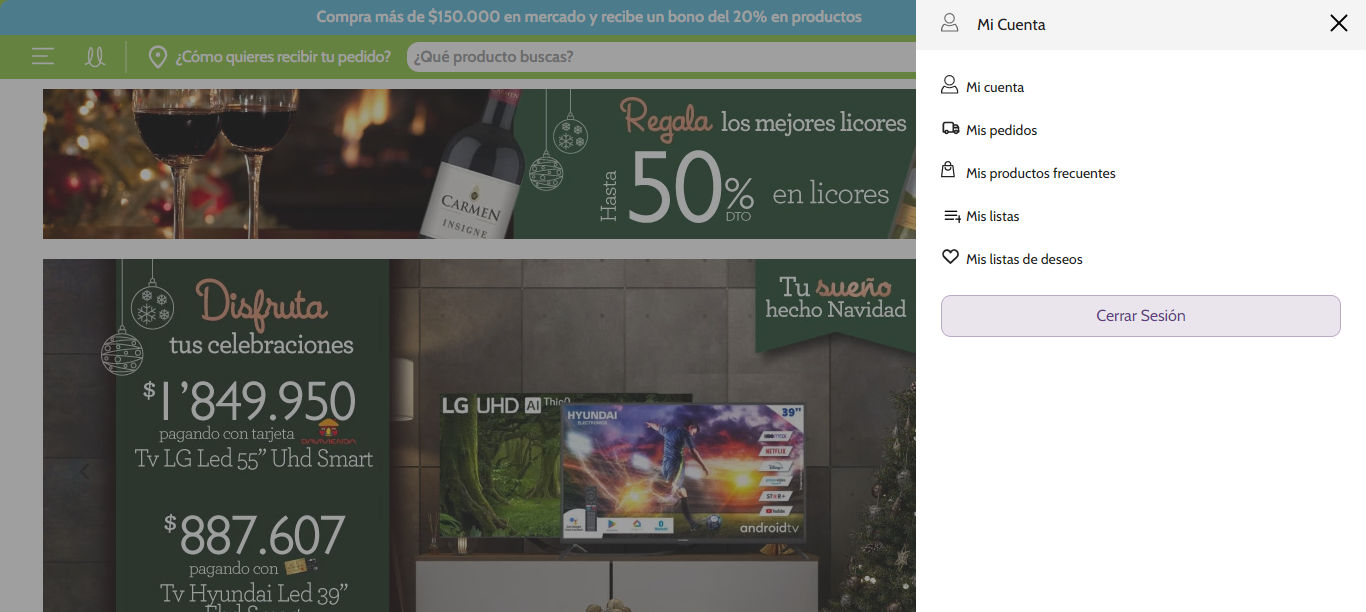 Compra más de $150.000 en mercado y recibe un bono del 20% en productos
¿Cómo quieres recibir tu pedido?
¿Qué producto buscas?
Mi Cuenta
Mi cuenta
Mis pedidos
Mis productos frecuentes
Mis listas
Mis listas de deseos
Cerrar Sesión
Regala los mejores licores
Hasta 50% DTO en licores
CARMEN
INSIGNE
Disfruta
tus celebraciones
$1'849.950
pagando con tarjeta DAVIVIENDA
Tv LG Led 55" Uhd Smart
$887.607
pagando con
Tv Hyundai Led 39"
Tu sueño
hecho Navidad
LG UHD AI ThinQ
HYUNDAI
ELECTRONICS
39"
HBOmax
NETFLIX
Disney+
STAR+
YouTube
androidtv